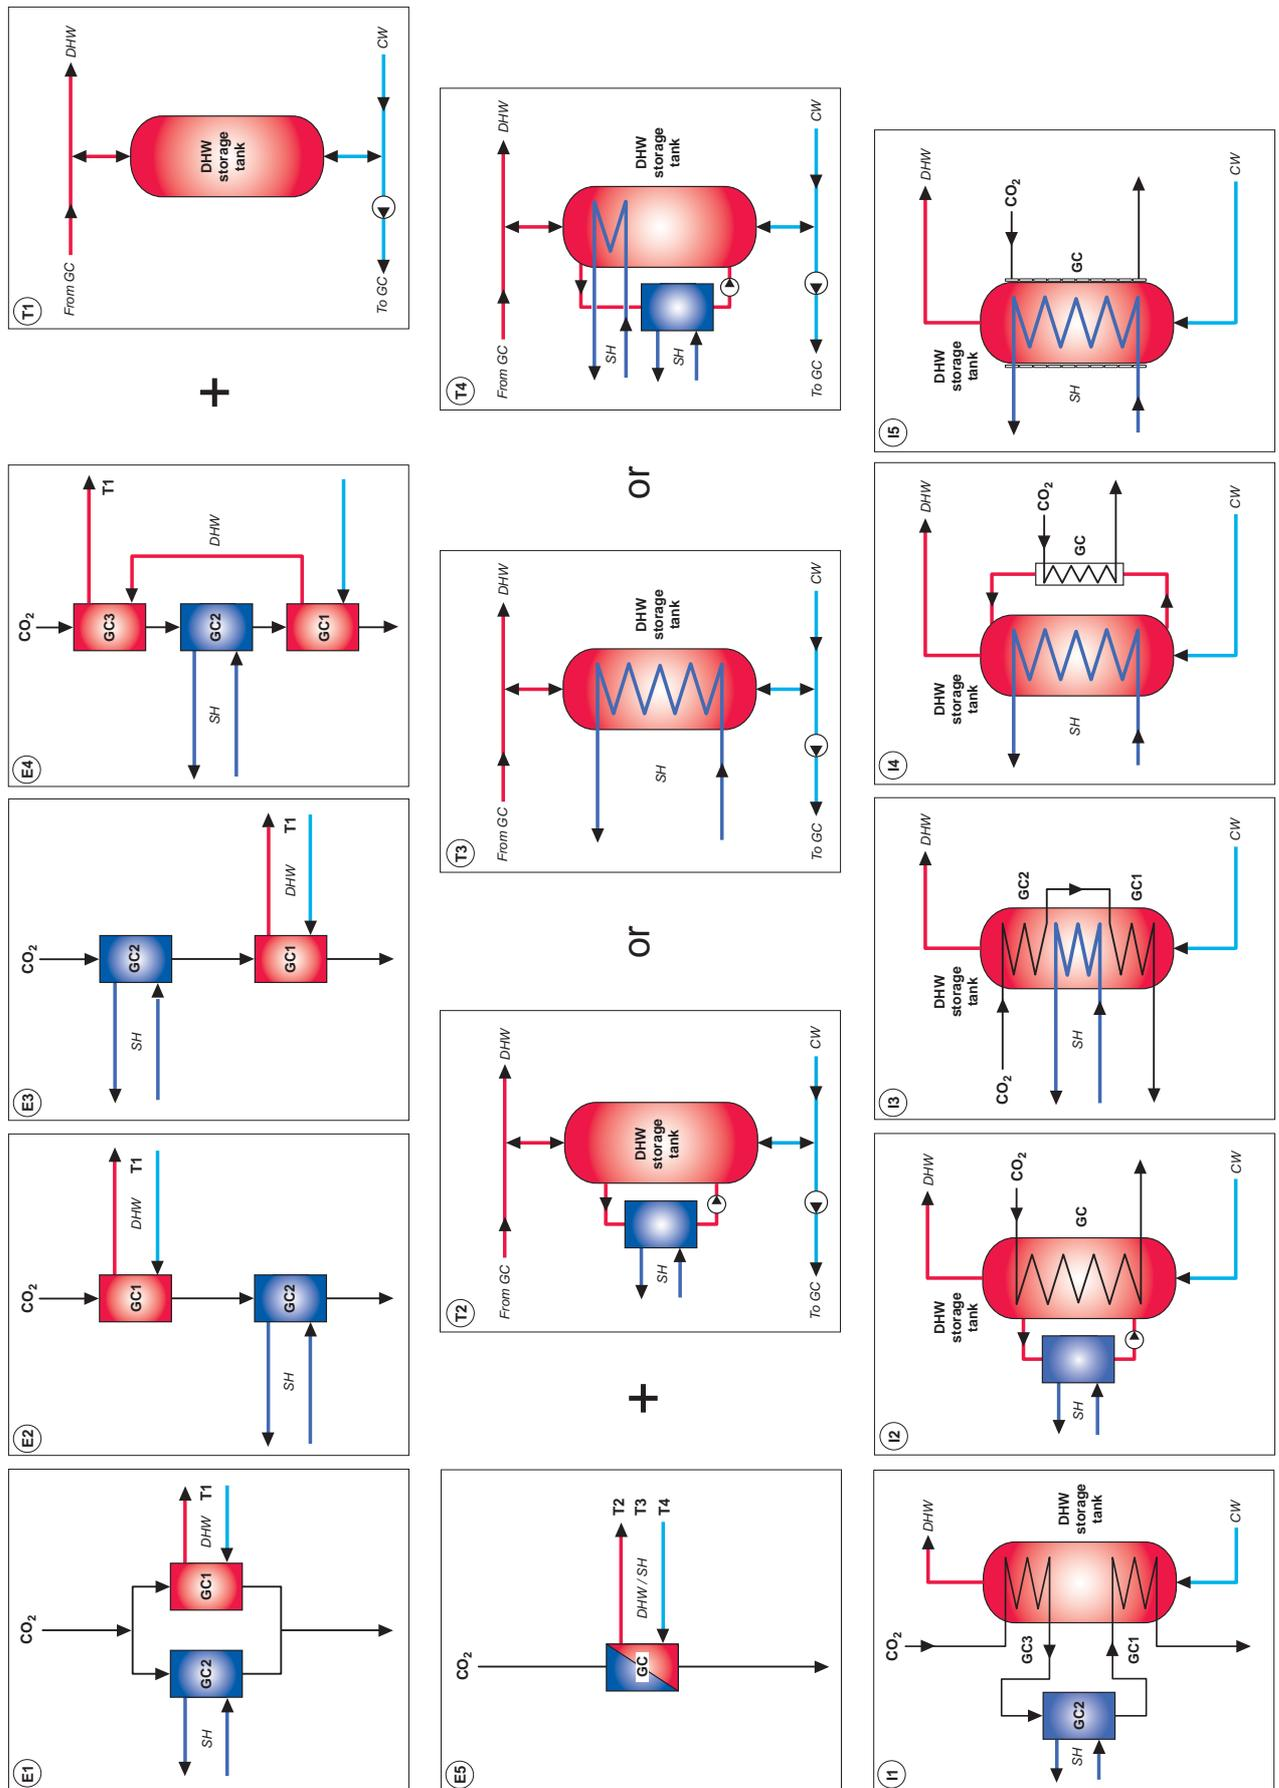 E1
CO₂
GC2
GC1
SH
DHW
T1
E2
CO₂
GC1
DHW
T1
GC2
SH
E3
CO₂
GC2
SH
GC1
DHW
T1
E4
CO₂
GC3
T1
GC2
SH
DHW
GC1
+
T1
From GC
DHW
DHW
storage
tank
To GC
CW
E5
CO₂
GC
T2
DHW / SH
T3
T4
+
T2
From GC
DHW
SH
DHW
storage
tank
To GC
CW
or
T3
From GC
DHW
SH
DHW
storage
tank
To GC
CW
or
T4
From GC
DHW
SH
SH
DHW
storage
tank
To GC
CW
I1
CO₂
DHW
GC3
GC2
SH
GC1
DHW
storage
tank
CW
I2
DHW
storage
tank
DHW
CO₂
SH
GC
CW
I3
DHW
storage
tank
DHW
CO₂
GC2
SH
GC1
CW
I4
DHW
storage
tank
DHW
CO₂
SH
GC
CW
I5
DHW
storage
tank
DHW
CO₂
SH
GC
CW